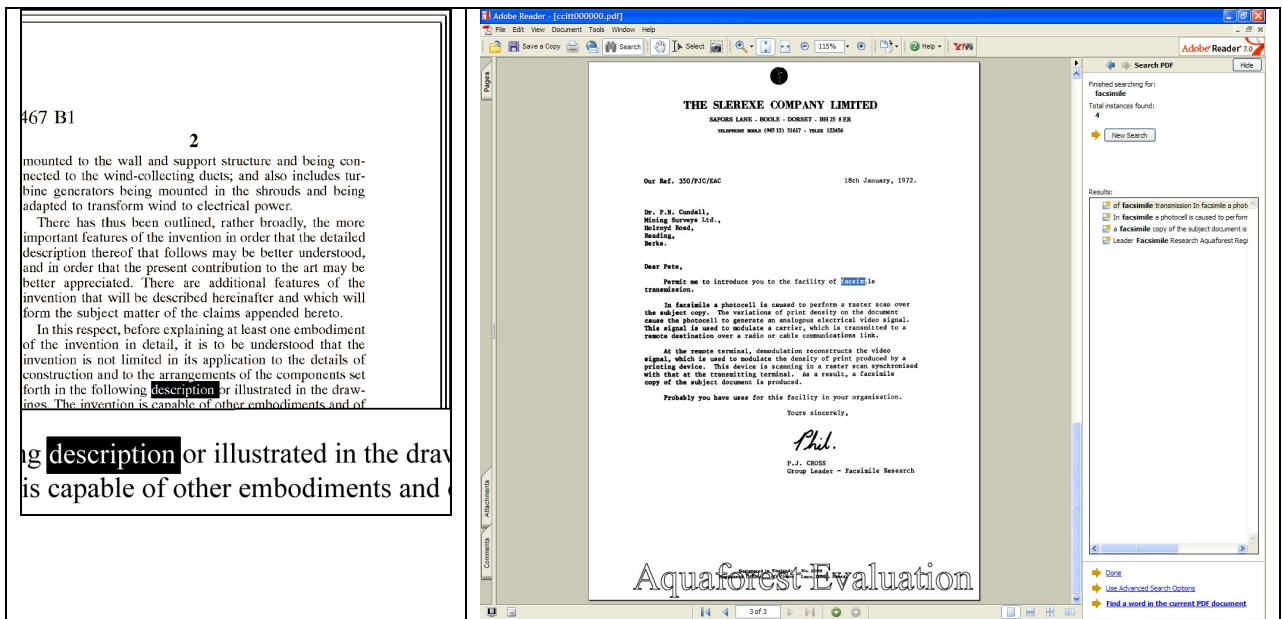 467 B1
2
mounted to the wall and support structure and being con-
nected to the wind-collecting ducts; and also includes tur-
bine generators being mounted in the shrouds and being
adapted to transform wind to electrical power.
There has thus been outlined, rather broadly, the more
important features of the invention in order that the detailed
description thereof that follows may be better understood,
and in order that the present contribution to the art may be
better appreciated. There are additional features of the
invention that will be described hereinafter and which will
form the subject matter of the claims appended hereto.
In this respect, before explaining at least one embodiment
of the invention in detail, it is to be understood that the
invention is not limited in its application to the details of
construction and to the arrangements of the components set
forth in the following description or illustrated in the draw-
ings. The invention is capable of other embodiments and of
ng description or illustrated in the draw
is capable of other embodiments and
Adobe Reader - [ccitt000000.pdf]
File Edit View Document Tools Window Help
Save a Copy Search Select 115% Help Y!
Adobe Reader 7.0
Pages
Attachments
Comments
THE SLEREXE COMPANY LIMITED
SAPORS LANE - BOOLE - DORSET - BH 25 8 ER
TELEPHONE BOOLE (945 13) 51617 - TELEX 123456
Our Ref. 350/PJC/EAC 18th January, 1972.
Dr. P.N. Cundall,
Mining Surveys Ltd.,
Holroyd Road,
Reading,
Berks.
Dear Pete,
Permit me to introduce you to the facility of facsimile
transmission.
In facsimile a photocell is caused to perform a raster scan over
the subject copy. The variations of print density on the document
cause the photocell to generate an analogous electrical video signal.
This signal is used to modulate a carrier, which is transmitted to a
remote destination over a radio or cable communications link.
At the remote terminal, demodulation reconstructs the video
signal, which is used to modulate the density of print produced by a
printing device. This device is scanning in a raster scan synchronised
with that at the transmitting terminal. As a result, a facsimile
copy of the subject document is produced.
Probably you have uses for this facility in your organisation.
Yours sincerely,
Phil.
P.J. CROSS
Group Leader - Facsimile Research
Aquaforest Evaluation
3 of 3
Search PDF
Hide
Finished searching for:
facsimile
Total instances found:
4
New Search
Results:
of facsimile transmission In facsimile a phot
In facsimile a photocell is caused to perform
a facsimile copy of the subject document is
Leader Facsimile Research Aquaforest Regi
Done
Use Advanced Search Options
Find a word in the current PDF document